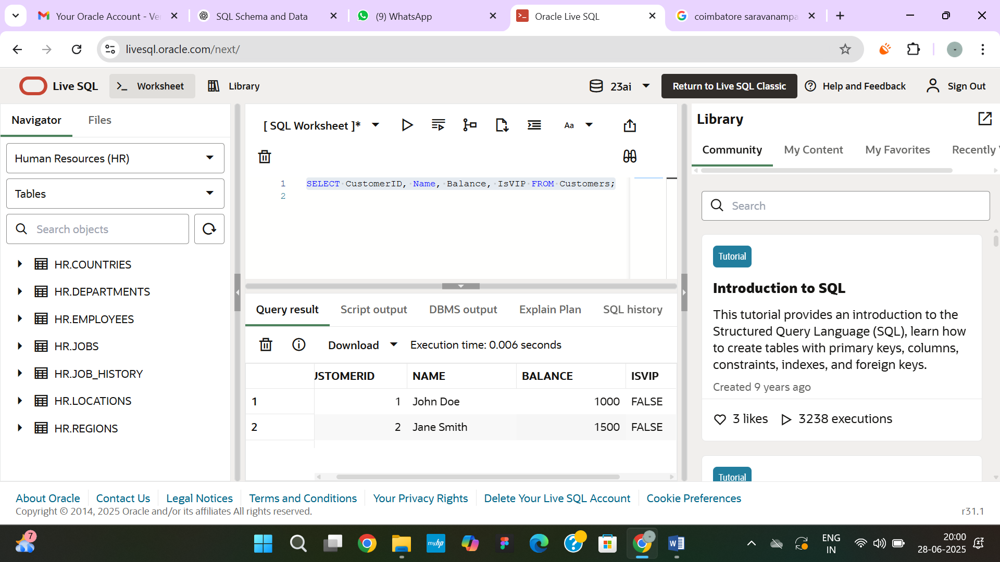 Your Oracle Account - Ve
SQL Schema and Data
(9) WhatsApp
Oracle Live SQL
coimbatore saravanampa
livesql.oracle.com/next/
Live SQL
Worksheet
Library
23ai
Return to Live SQL Classic
Help and Feedback
Sign Out
Navigator
Files
Human Resources (HR)
Tables
Search objects
HR.COUNTRIES
HR.DEPARTMENTS
HR.EMPLOYEES
HR.JOBS
HR.JOB_HISTORY
HR.LOCATIONS
HR.REGIONS
[ SQL Worksheet ]*
Aa
1 SELECT CustomerID, Name, Balance, IsVIP FROM Customers;
2
Query result
Script output
DBMS output
Explain Plan
SQL history
Download
Execution time: 0.006 seconds
USTOMERID NAME BALANCE ISVIP
1 1 John Doe 1000 FALSE
2 2 Jane Smith 1500 FALSE
Library
Community
My Content
My Favorites
Recently V
Search
Tutorial
Introduction to SQL
This tutorial provides an introduction to the
Structured Query Language (SQL), learn how
to create tables with primary keys, columns,
constraints, indexes, and foreign keys.
Created 9 years ago
3 likes
3238 executions
Tutorial
About Oracle
Contact Us
Legal Notices
Terms and Conditions
Your Privacy Rights
Delete Your Live SQL Account
Cookie Preferences
Copyright © 2014, 2025 Oracle and/or its affiliates All rights reserved.
r31.1
7
myhp
ENG
IN
20:00
28-06-2025